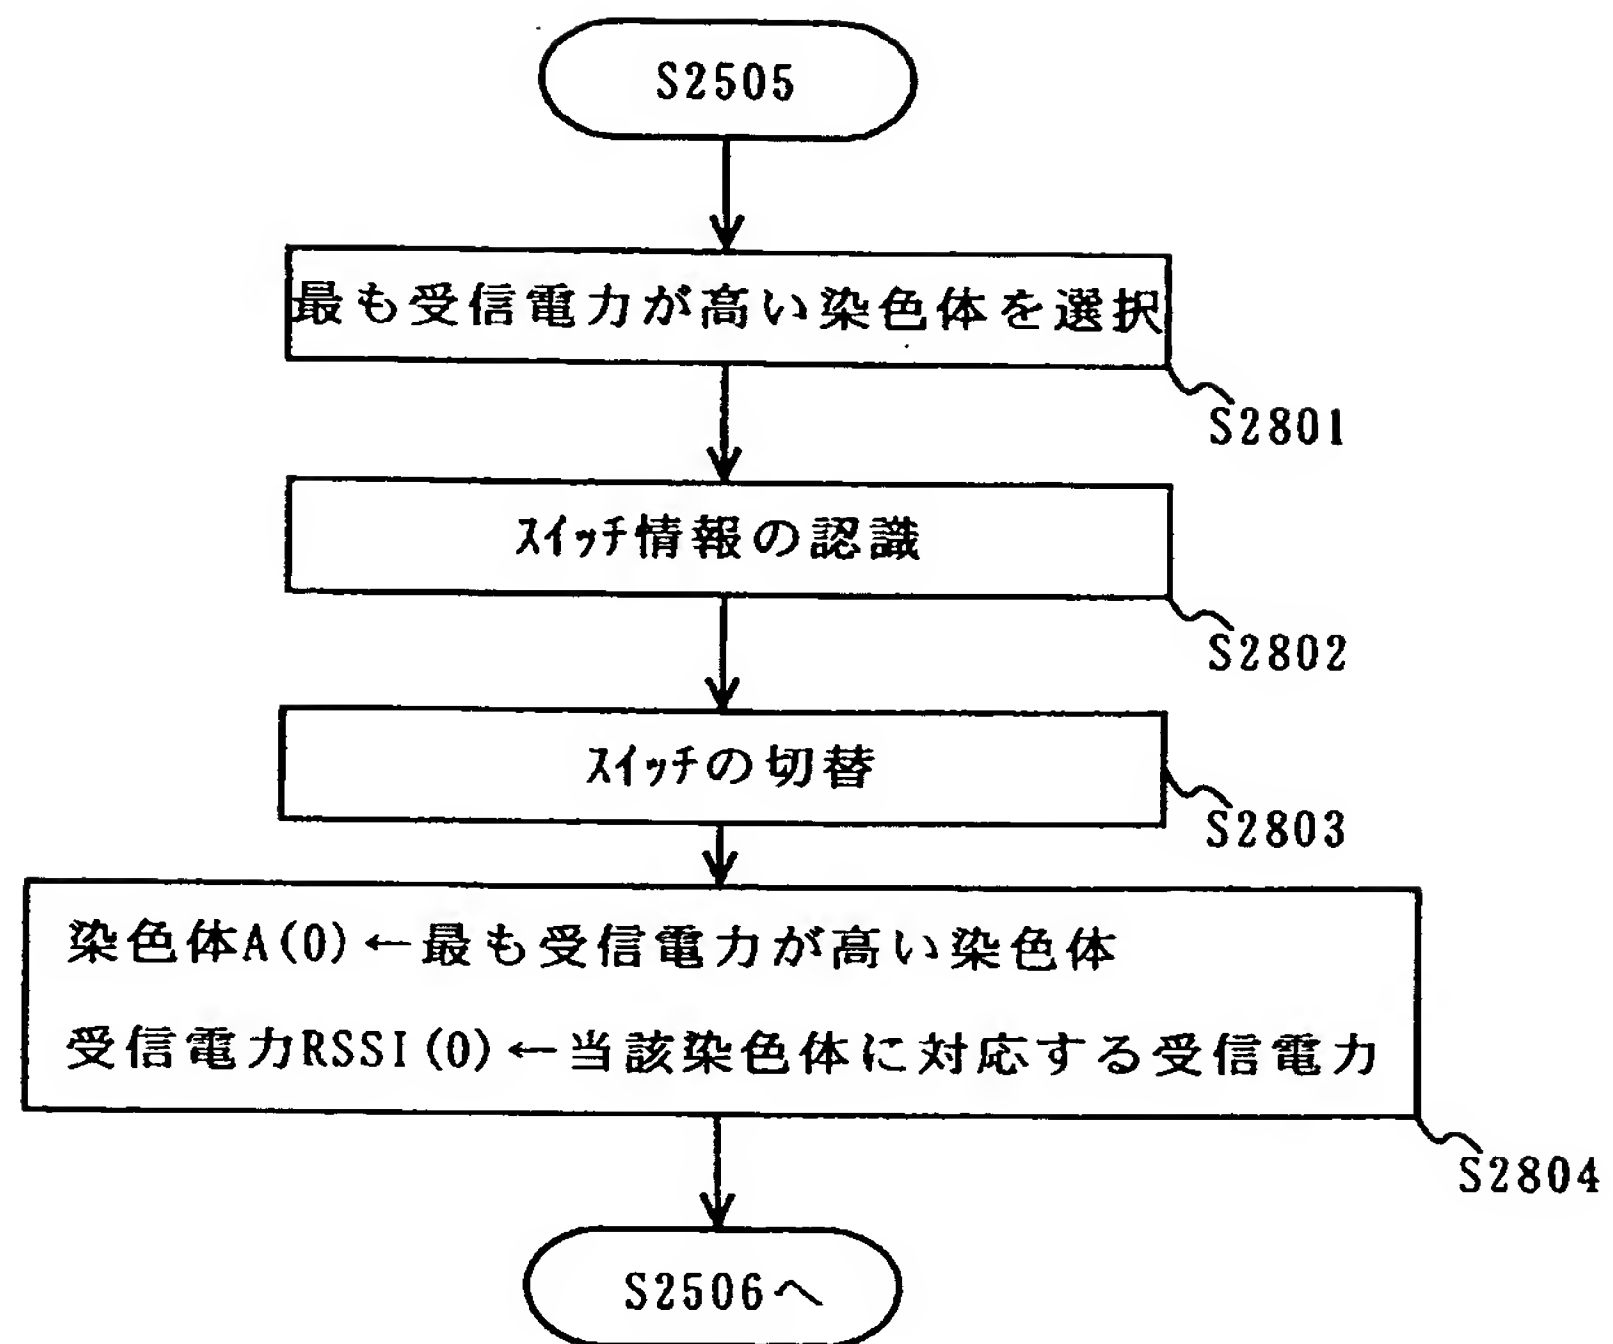 S2505
最も受信電力が高い染色体を選択
S2801
ｽｲｯﾁ情報の認識
S2802
ｽｲｯﾁの切替
S2803
染色体A(0)←最も受信電力が高い染色体
受信電力RSSI(0)←当該染色体に対応する受信電力
S2804
S2506へ